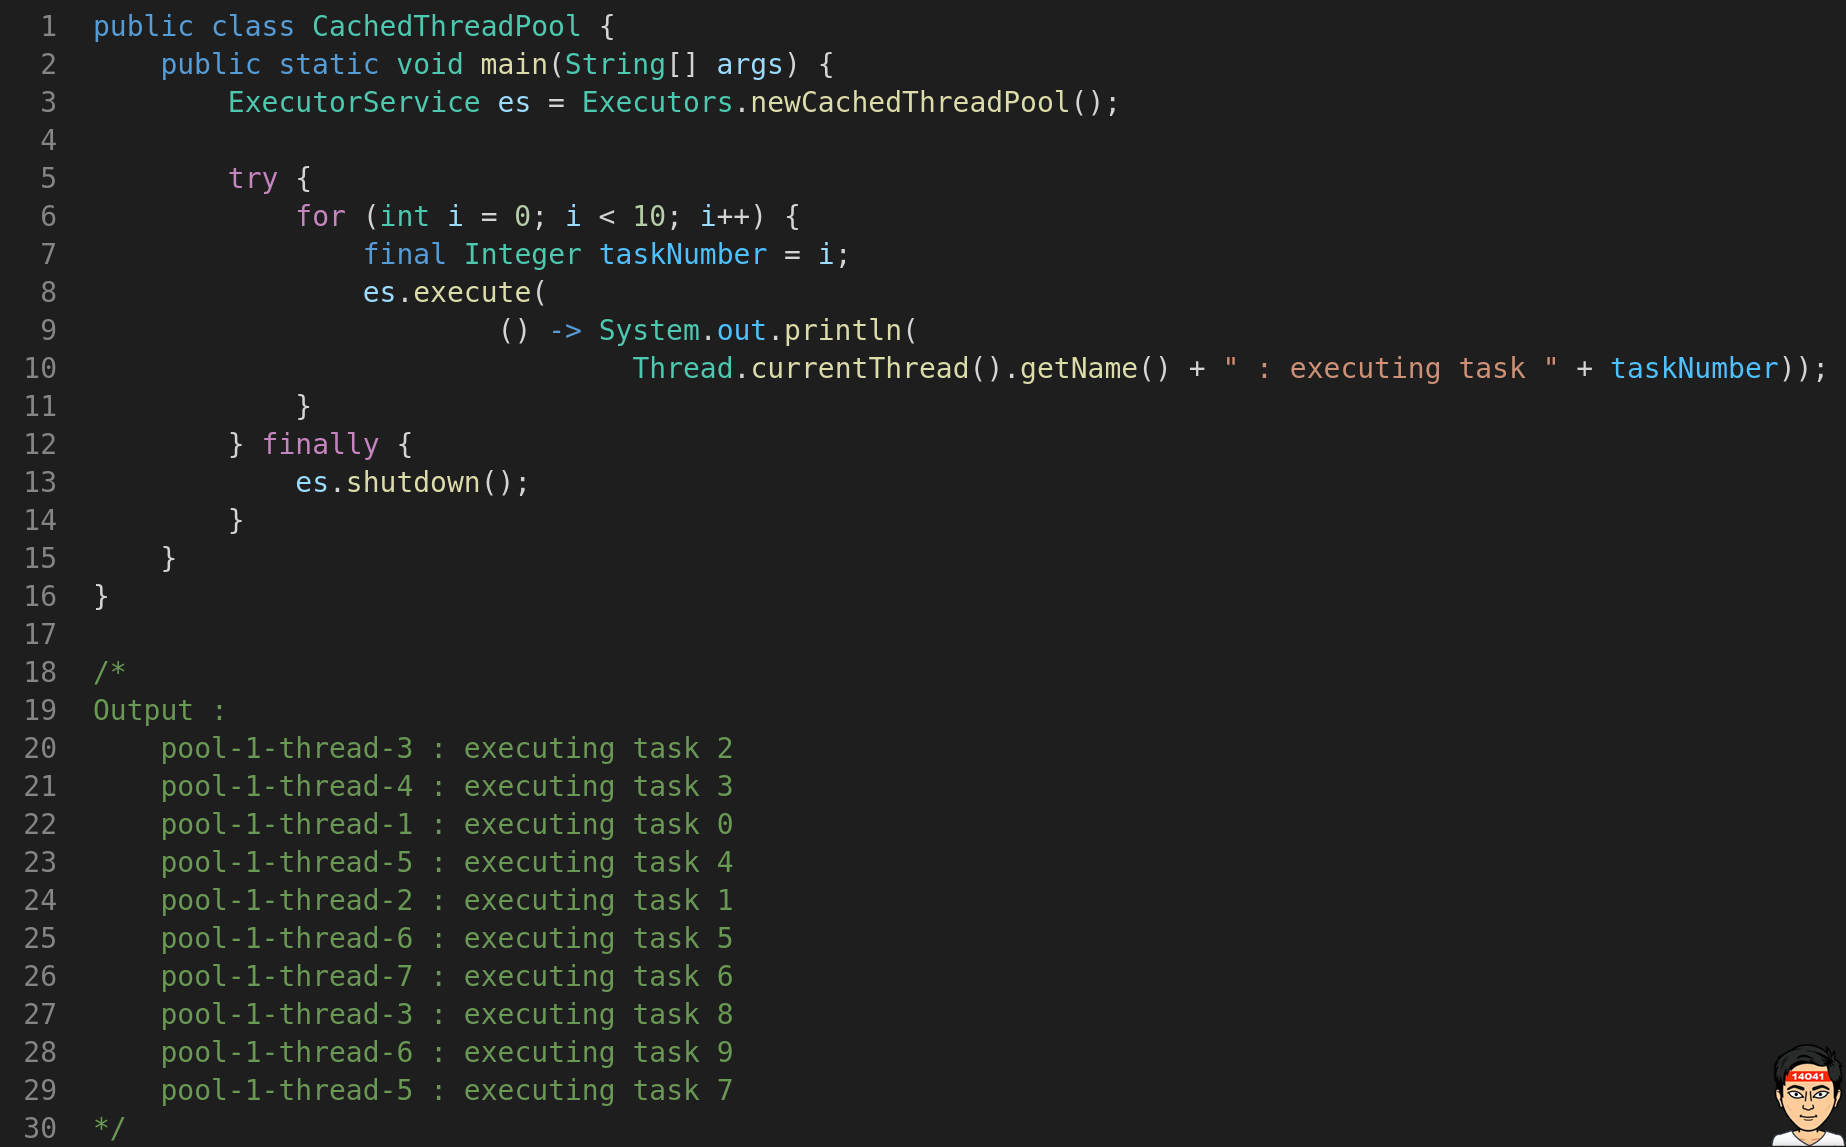 1 public class CachedThreadPool {
2     public static void main(String[] args) {
3         ExecutorService es = Executors.newCachedThreadPool();
4
5         try {
6             for (int i = 0; i < 10; i++) {
7                 final Integer taskNumber = i;
8                 es.execute(
9                         () -> System.out.println(
10                                 Thread.currentThread().getName() + " : executing task " + taskNumber));
11             }
12         } finally {
13             es.shutdown();
14         }
15     }
16 }
17
18 /*
19 Output :
20     pool-1-thread-3 : executing task 2
21     pool-1-thread-4 : executing task 3
22     pool-1-thread-1 : executing task 0
23     pool-1-thread-5 : executing task 4
24     pool-1-thread-2 : executing task 1
25     pool-1-thread-6 : executing task 5
26     pool-1-thread-7 : executing task 6
27     pool-1-thread-3 : executing task 8
28     pool-1-thread-6 : executing task 9
29     pool-1-thread-5 : executing task 7
30 */
14041